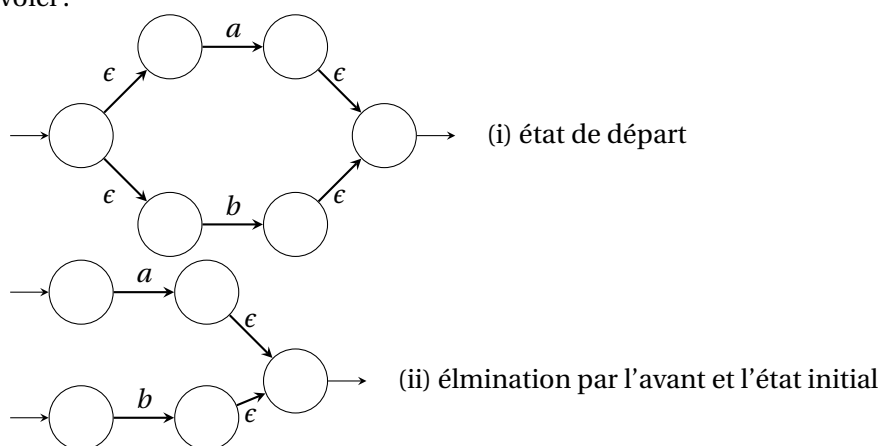 voici :
ϵ a ϵ
(i) état de départ
ϵ b ϵ
a
ϵ
(ii) élmination par l'avant et l'état initial
b
ϵ